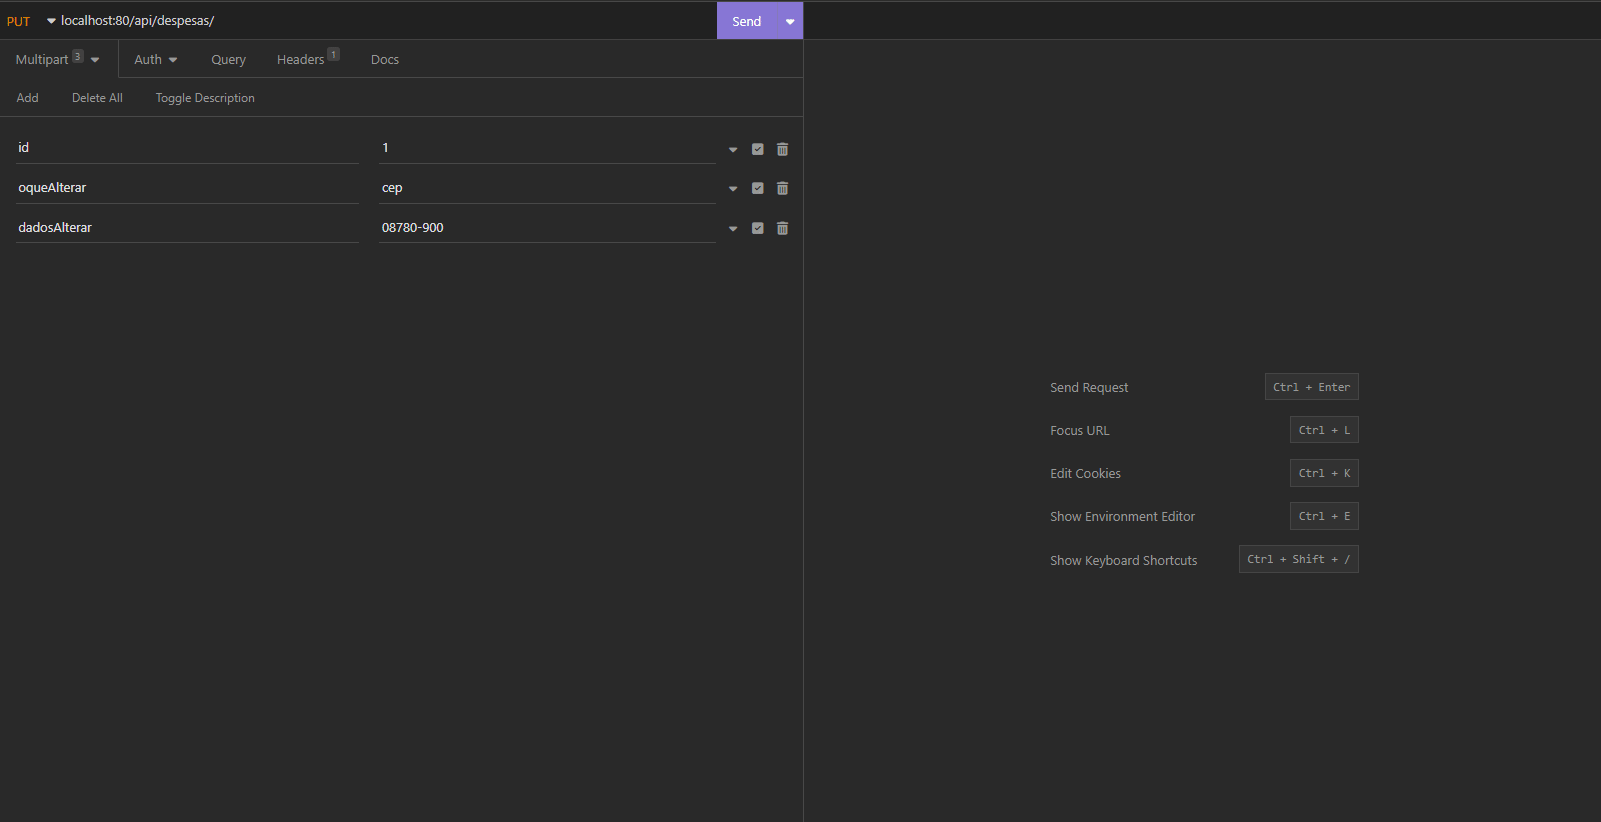 PUT localhost:80/api/despesas/ Send
Multipart 3 Auth Query Headers 1 Docs
Add Delete All Toggle Description
id 1
oqueAlterar cep
dadosAlterar 08780-900
Send Request Ctrl + Enter
Focus URL Ctrl + L
Edit Cookies Ctrl + K
Show Environment Editor Ctrl + E
Show Keyboard Shortcuts Ctrl + Shift + /